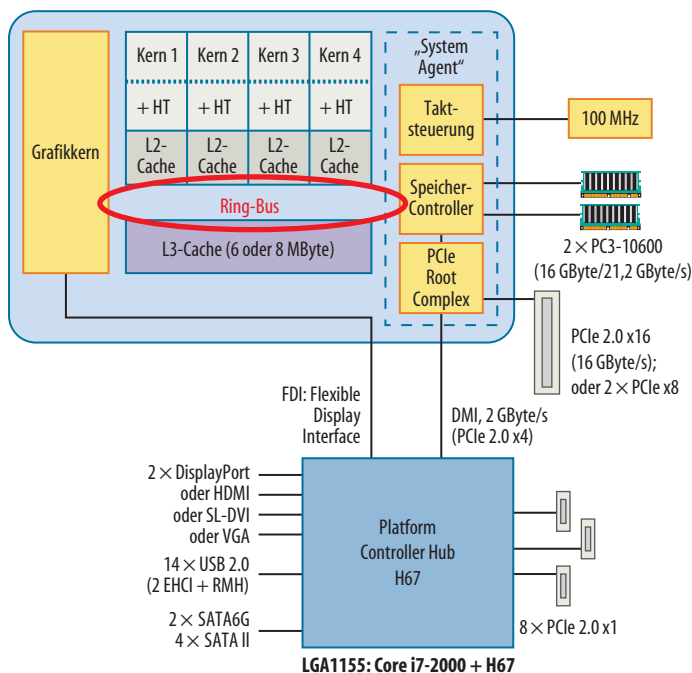 Kern 1
Kern 2
Kern 3
Kern 4
+ HT
+ HT
+ HT
+ HT
L2-
Cache
L2-
Cache
L2-
Cache
L2-
Cache
Grafikkern
Ring-Bus
L3-Cache (6 oder 8 MByte)
„System
Agent“
Takt-
steuerung
100 MHz
Speicher-
Controller
2 × PC3-10600
(16 GByte/21,2 GByte/s)
PCIe
Root
Complex
PCIe 2.0 x16
(16 GByte/s);
oder 2 × PCIe x8
FDI: Flexible
Display
Interface
DMI, 2 GByte/s
(PCIe 2.0 x4)
2 × DisplayPort
oder HDMI
oder SL-DVI
oder VGA
14 × USB 2.0
(2 EHCI + RMH)
2 × SATA6G
4 × SATA II
Platform
Controller Hub
H67
8 × PCIe 2.0 x1
LGA1155: Core i7-2000 + H67